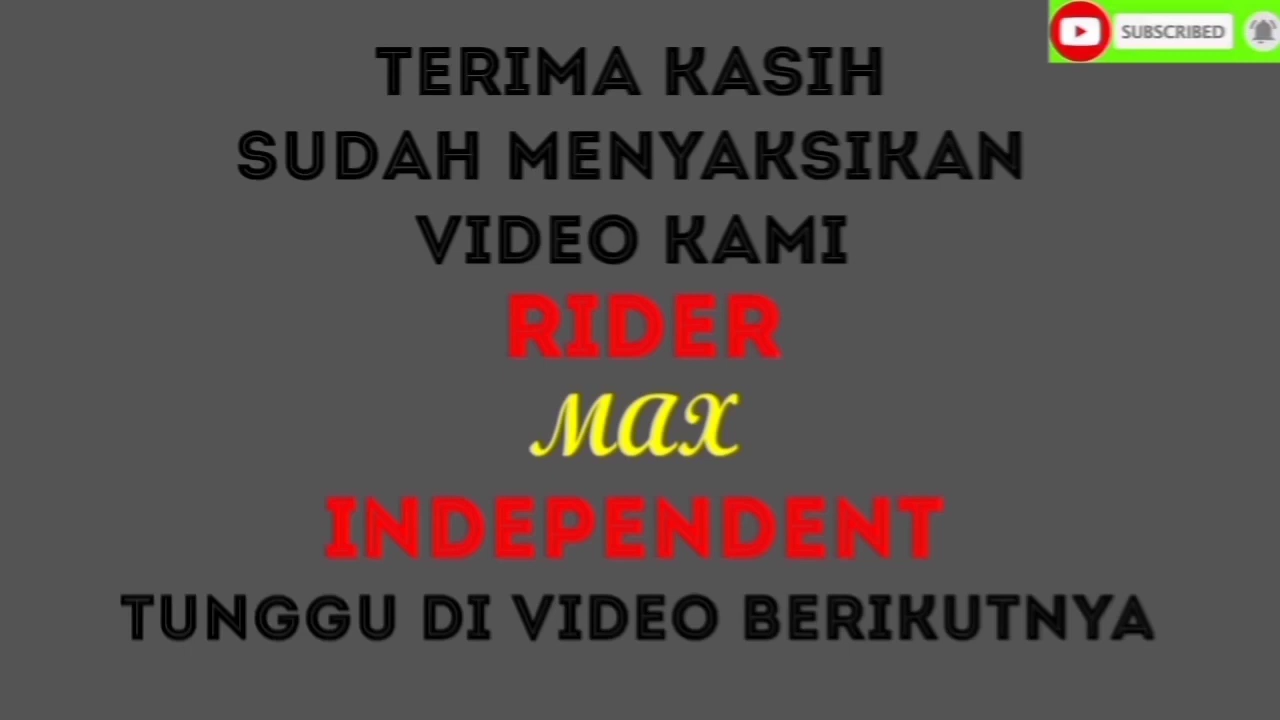 SUBSCRIBED
TERIMA KASIH
SUDAH MENYAKSIKAN
VIDEO KAMI
RIDER
MAX
INDEPENDENT
TUNGGU DI VIDEO BERIKUTNYA